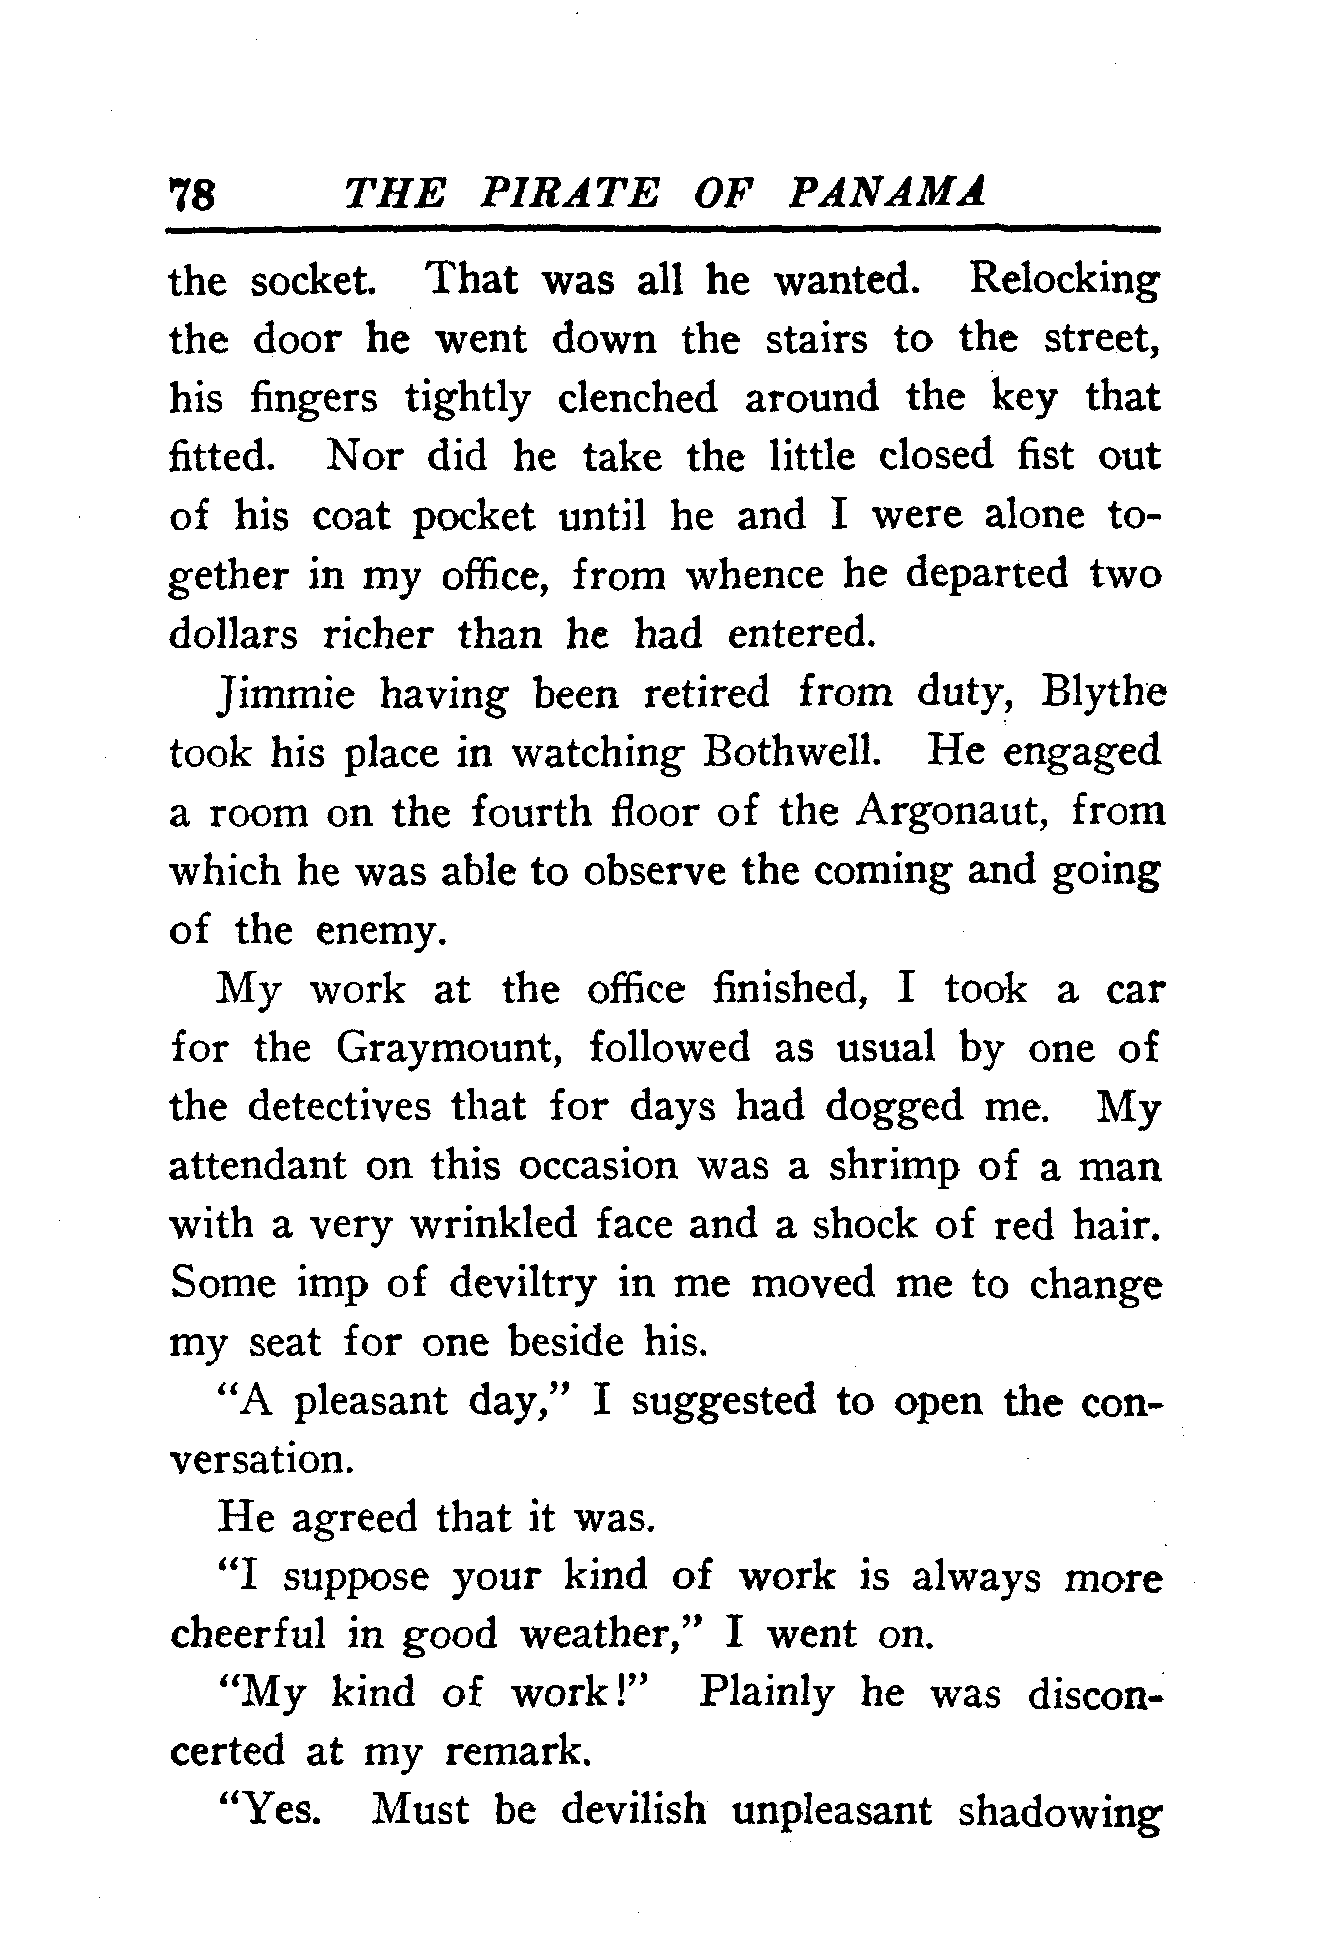 78 THE PIRATE OF PANAMA
the socket. That was all he wanted. Relocking
the door he went down the stairs to the street,
his fingers tightly clenched around the key that
fitted. Nor did he take the little closed fist out
of his coat pocket until he and I were alone to-
gether in my office, from whence he departed two
dollars richer than he had entered.
Jimmie having been retired from duty, Blythe
took his place in watching Bothwell. He engaged
a room on the fourth floor of the Argonaut, from
which he was able to observe the coming and going
of the enemy.
My work at the office finished, I took a car
for the Graymount, followed as usual by one of
the detectives that for days had dogged me. My
attendant on this occasion was a shrimp of a man
with a very wrinkled face and a shock of red hair.
Some imp of deviltry in me moved me to change
my seat for one beside his.
"A pleasant day," I suggested to open the con-
versation.
He agreed that it was.
"I suppose your kind of work is always more
cheerful in good weather," I went on.
"My kind of work!" Plainly he was discon-
certed at my remark.
"Yes. Must be devilish unpleasant shadowing